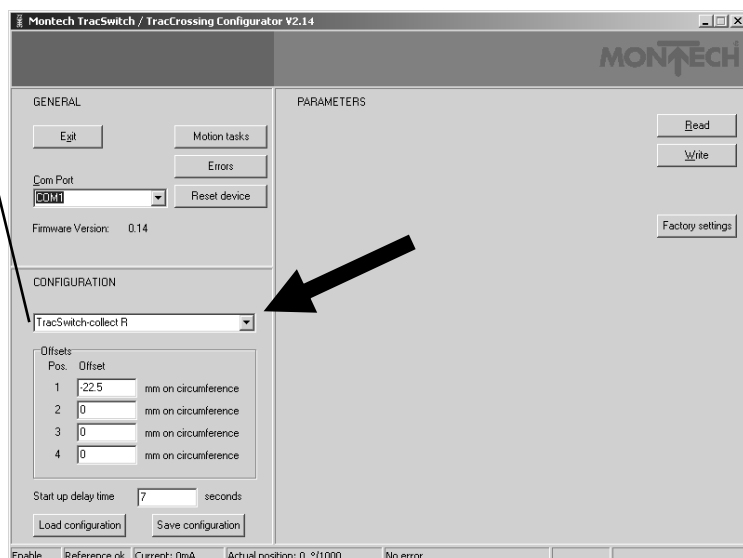 Montech TracSwitch / TracCrossing Configurator V2.14
MONTECH
GENERAL
Exit
Motion tasks
Errors
Com Port
COM1
Reset device
Firmware Version: 0.14
CONFIGURATION
TracSwitch-collect R
Offsets
Pos. Offset
1 -22.5 mm on circumference
2 0 mm on circumference
3 0 mm on circumference
4 0 mm on circumference
Start up delay time 7 seconds
Load configuration Save configuration
PARAMETERS
Read
Write
Factory settings
Enable Reference ok Current: 0mA Actual position: 0 °/1000 No error